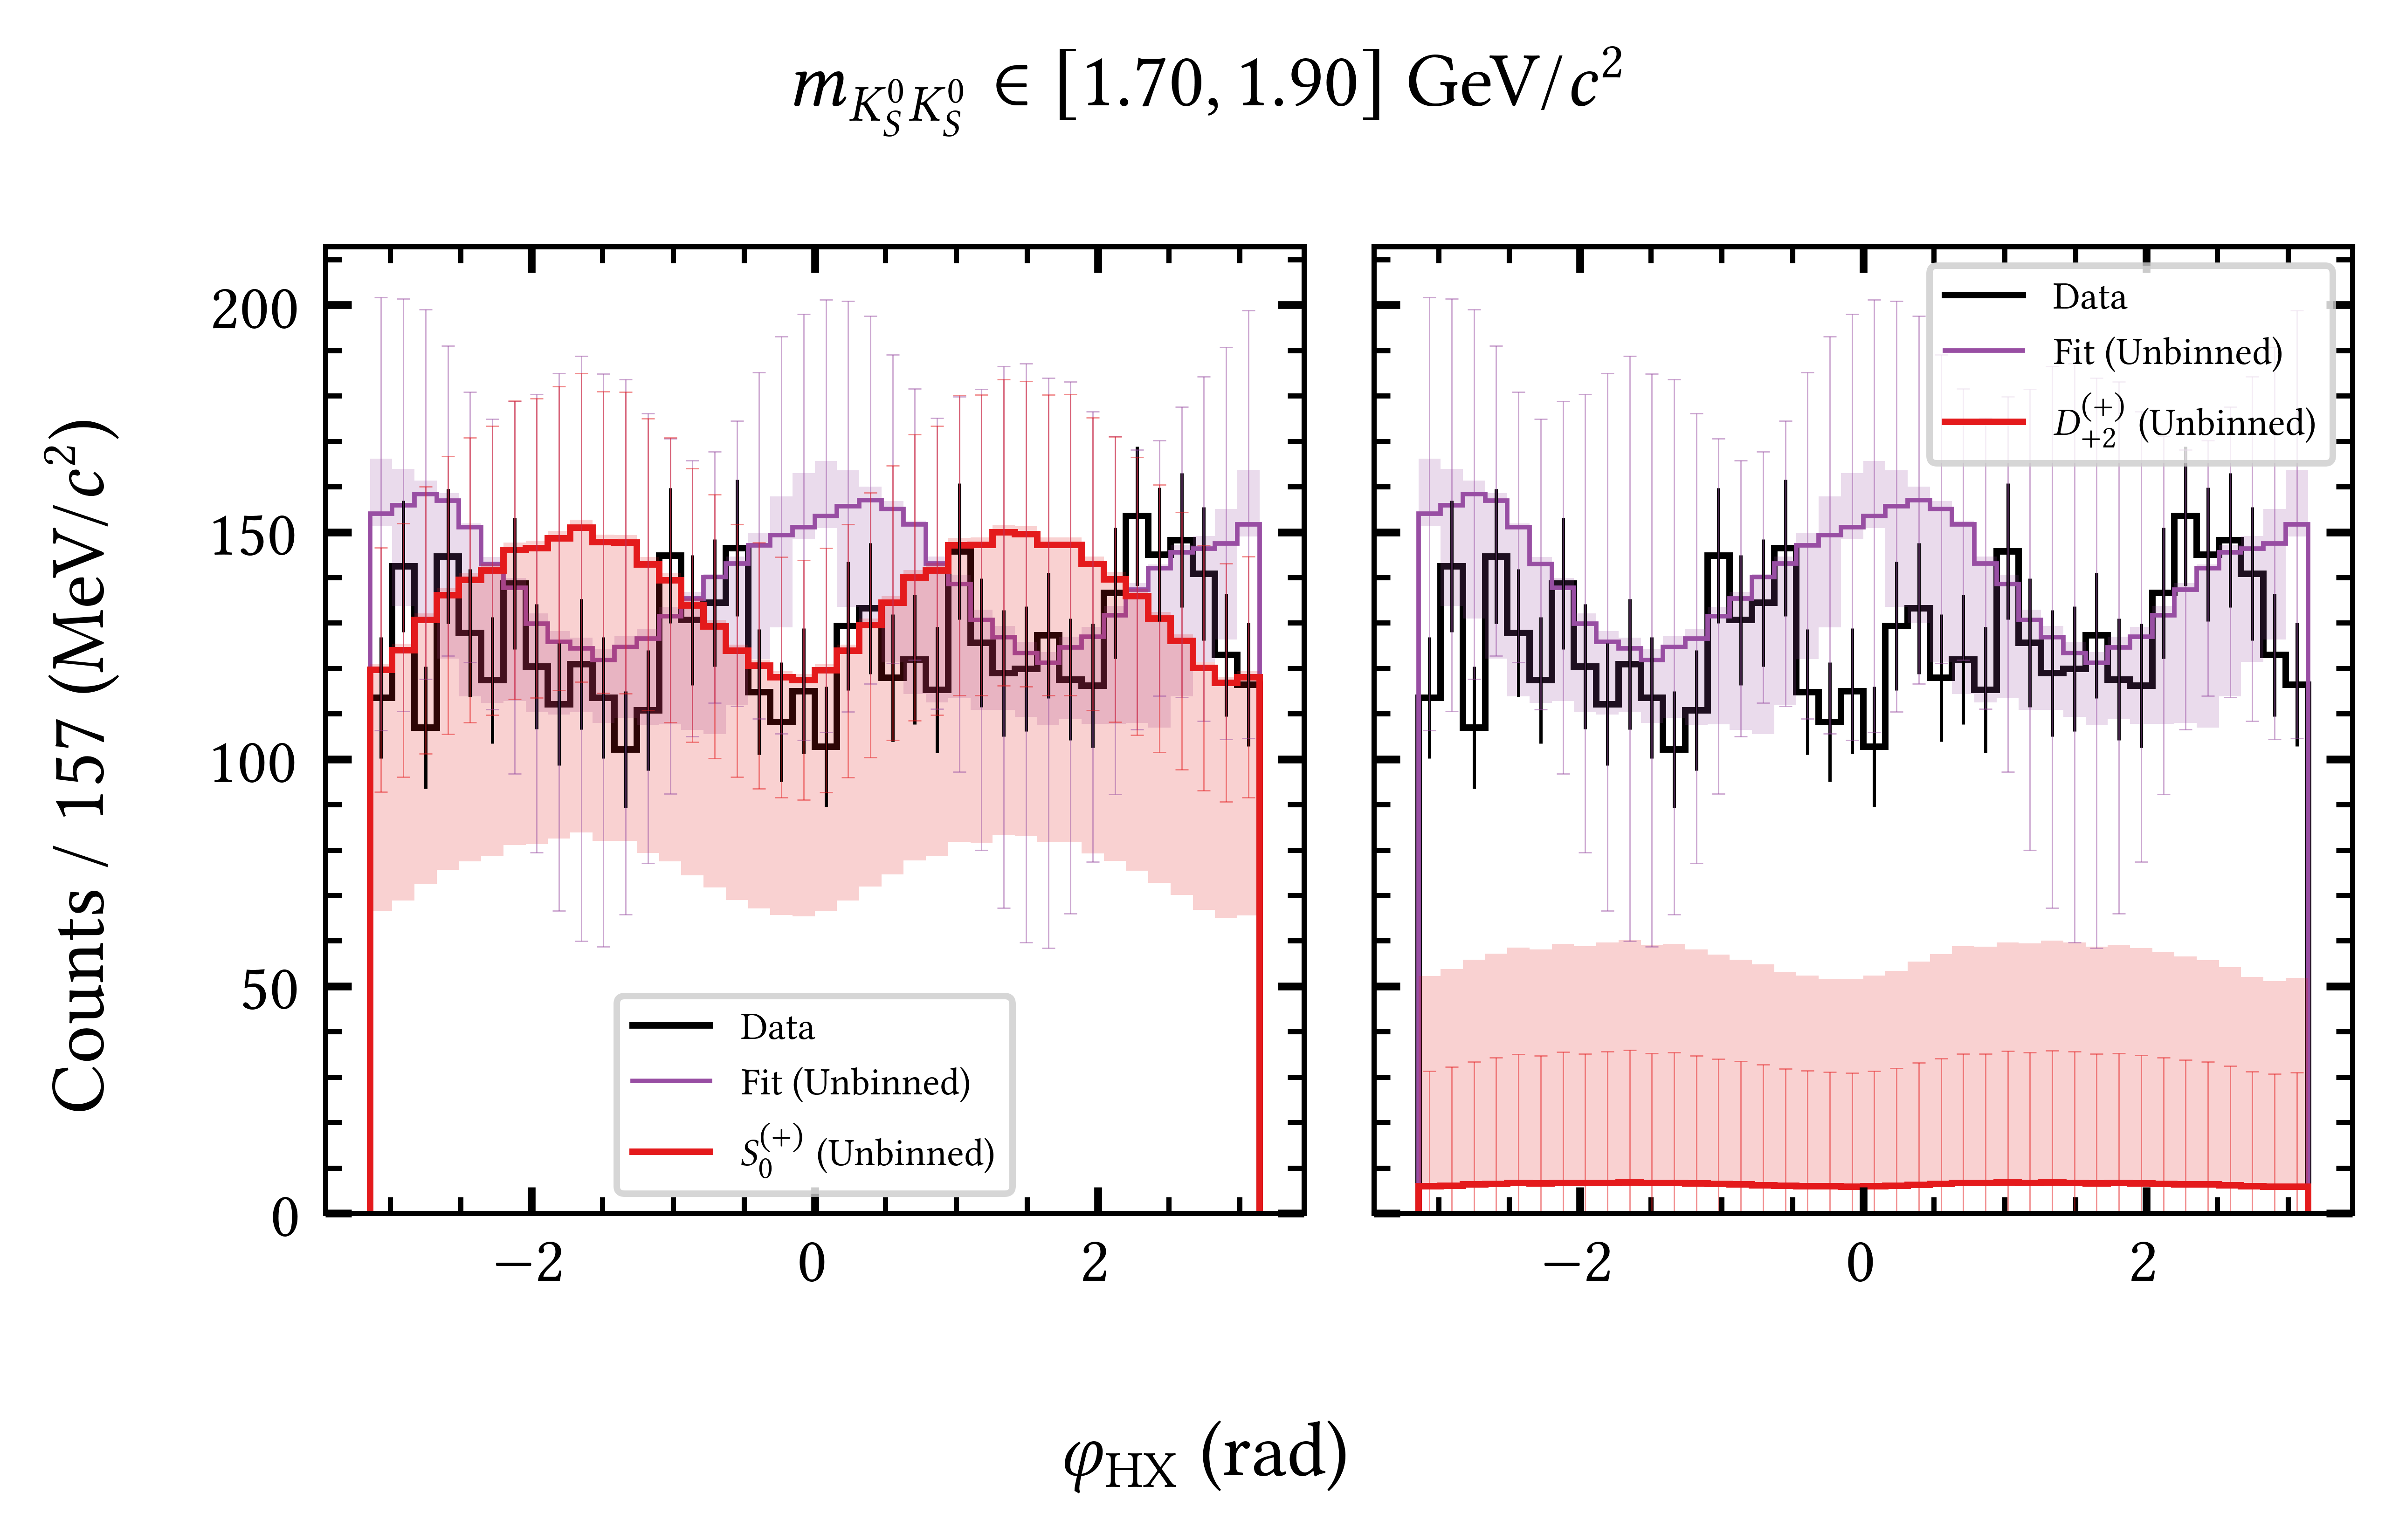 m_{K_S^0 K_S^0} ∈ [1.70, 1.90] GeV/c²
Counts / 157 (MeV/c²)
200
150
100
50
0
Data
Fit (Unbinned)
S_0^{(+)} (Unbinned)
−2
0
2
Data
Fit (Unbinned)
D_{+2}^{(+)} (Unbinned)
−2
0
2
φ_{HX} (rad)